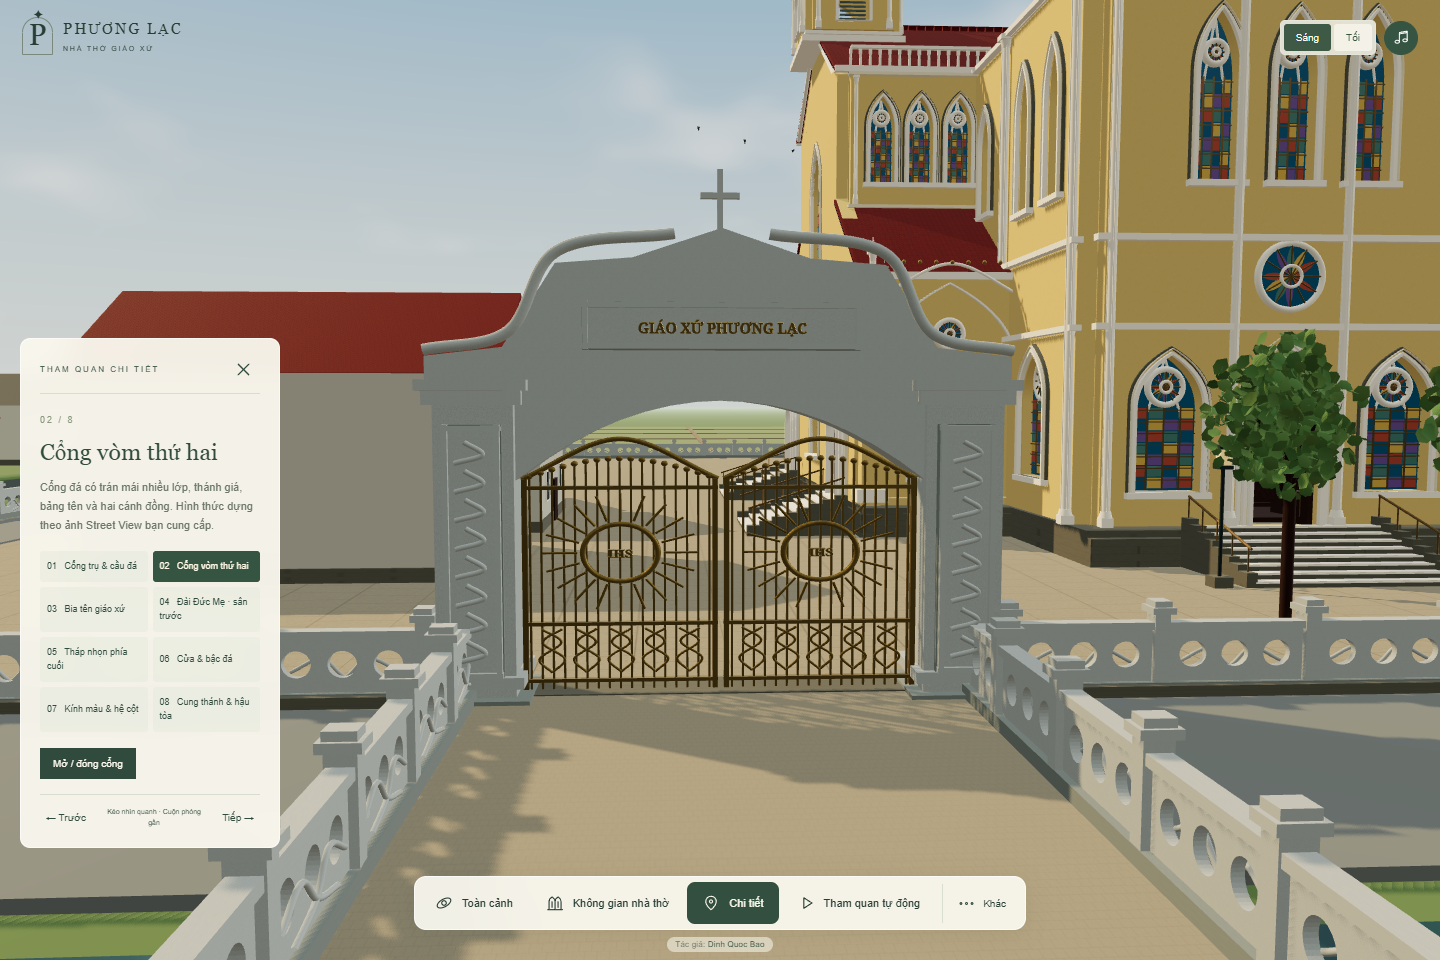 P
PHƯƠNG LẠC
NHÀ THỜ GIÁO XỨ
Sáng
Tối
GIÁO XỨ PHƯƠNG LẠC
IHS
IHS
THAM QUAN CHI TIẾT
02 / 8
Cổng vòm thứ hai
Cổng đá có trán mái nhiều lớp, thánh giá,
bảng tên và hai cánh đồng. Hình thức dựng
theo ảnh Street View bạn cung cấp.
01 Cổng trụ & cầu đá
02 Cổng vòm thứ hai
03 Bia tên giáo xứ
04 Đài Đức Mẹ · sân
trước
05 Tháp nhọn phía
cuối
06 Cửa & bậc đá
07 Kính màu & hệ cột
08 Cung thánh & hậu
tòa
Mở / đóng cổng
← Trước
Kéo nhìn quanh · Cuộn phóng
gần
Tiếp →
Toàn cảnh
Không gian nhà thờ
Chi tiết
Tham quan tự động
Khác
Tác giả: Dinh Quoc Bao